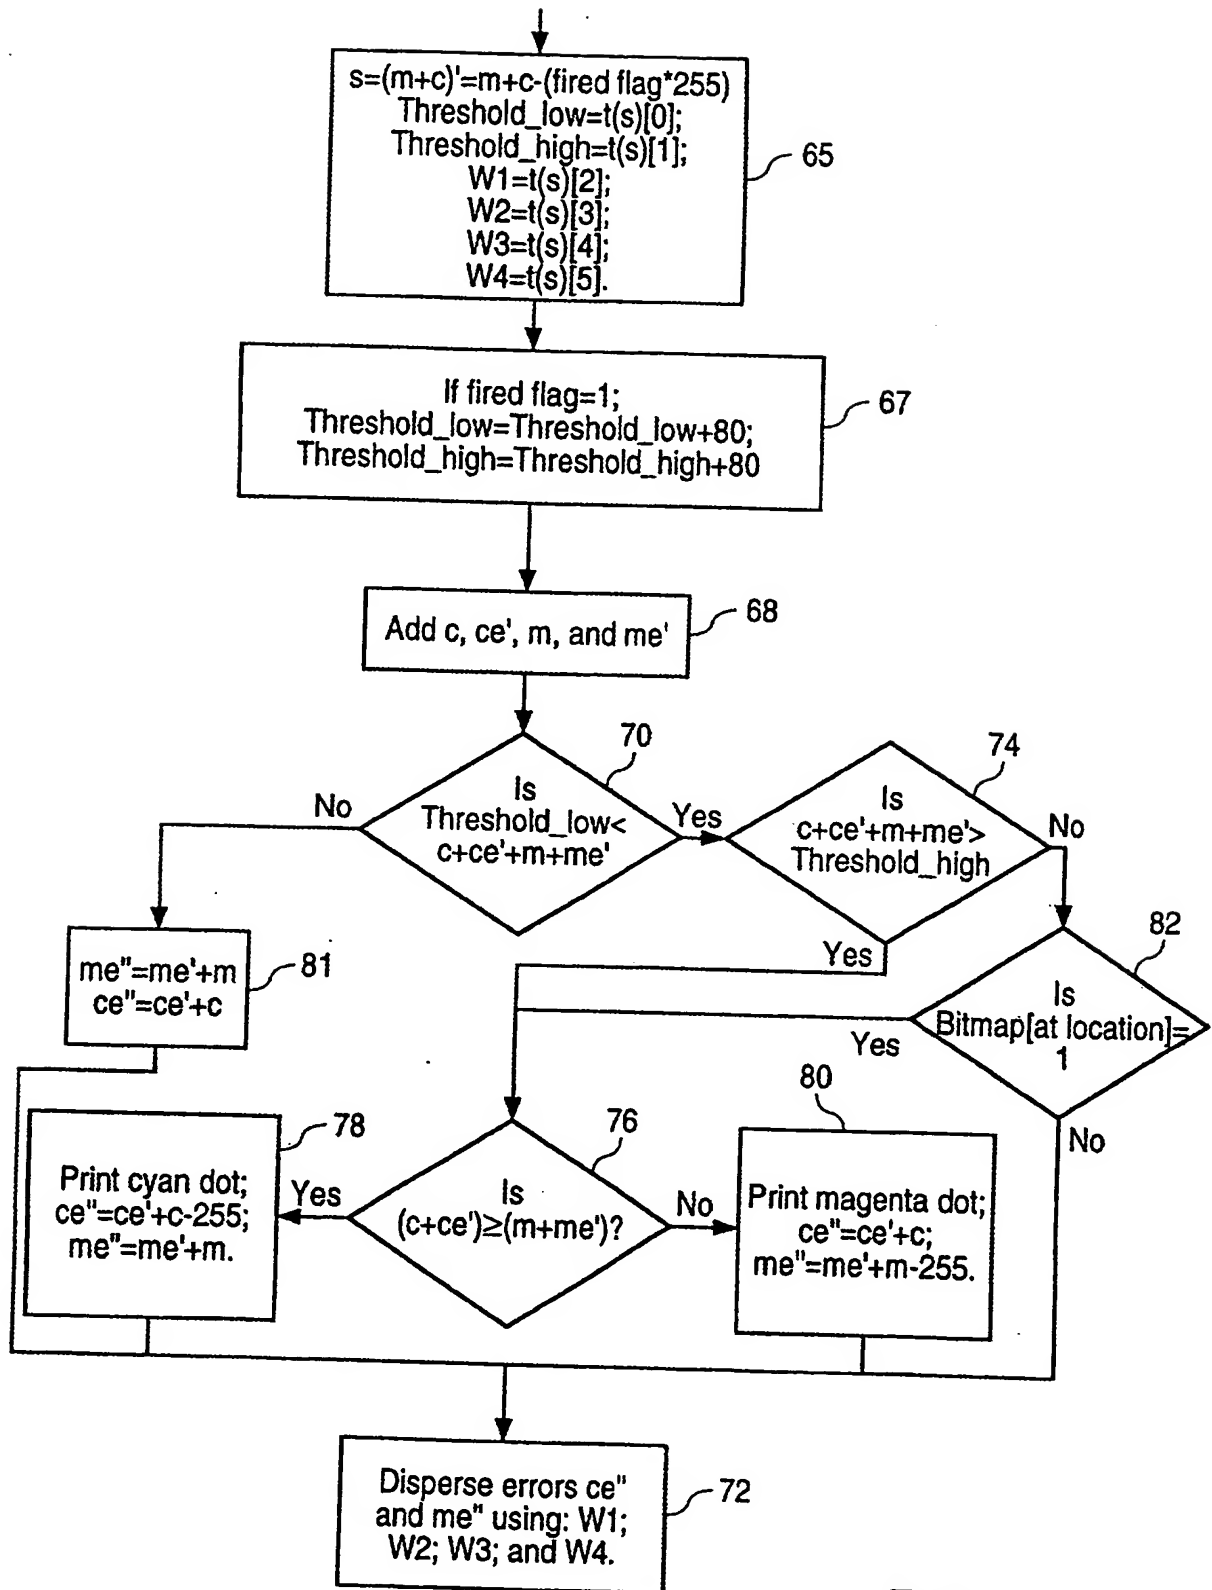 s=(m+c)'=m+c-(fired flag*255)
Threshold_low=t(s)[0];
Threshold_high=t(s)[1];
W1=t(s)[2];
W2=t(s)[3];
W3=t(s)[4];
W4=t(s)[5].
65
If fired flag=1;
Threshold_low=Threshold_low+80;
Threshold_high=Threshold_high+80
67
Add c, ce', m, and me'
68
70
Is
Threshold_low<
c+ce'+m+me'
No
Yes
74
Is
c+ce'+m+me'>
Threshold_high
No
Yes
81
me"=me'+m
ce"=ce'+c
82
Is
Bitmap[at location]=
1
Yes
No
78
Print cyan dot;
ce"=ce'+c-255;
me"=me'+m.
Yes
76
Is
(c+ce')≥(m+me')?
No
80
Print magenta dot;
ce"=ce'+c;
me"=me'+m-255.
Disperse errors ce"
and me" using: W1;
W2; W3; and W4.
72